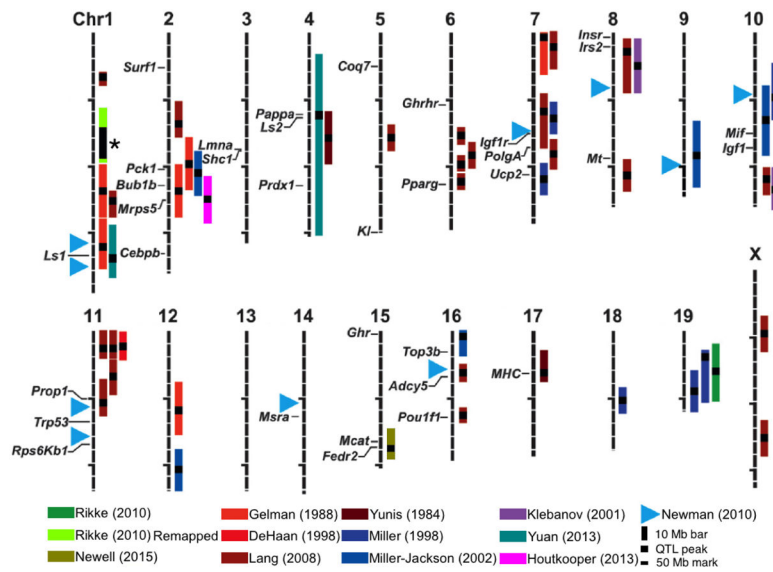 Chr1 2 3 4 5 6 7 8 9 10
Surf1
Coq7
Insr
Irs2
Pappa
Ls2
Ghrhr
Lmna
Shc1
Igf1r
PolgA
Ucp2
Mif
Igf1
Mt
*
Pck1
Bub1b
Mrps5
Prdx1
Pparg
Kl
Ls1
Cebpb
X
11 12 13 14 15 16 17 18 19
Ghr
Top3b
MHC
Adcy5
Prop1
Msra
Trp53
Pou1f1
Rps6Kb1
Mcat
Fedr2
Rikke (2010) Gelman (1988) Yunis (1984) Klebanov (2001) Newman (2010)
Rikke (2010) Remapped DeHaan (1998) Miller (1998) Yuan (2013) 10 Mb bar
QTL peak
Newell (2015) Lang (2008) Miller-Jackson (2002) Houtkooper (2013) 50 Mb mark